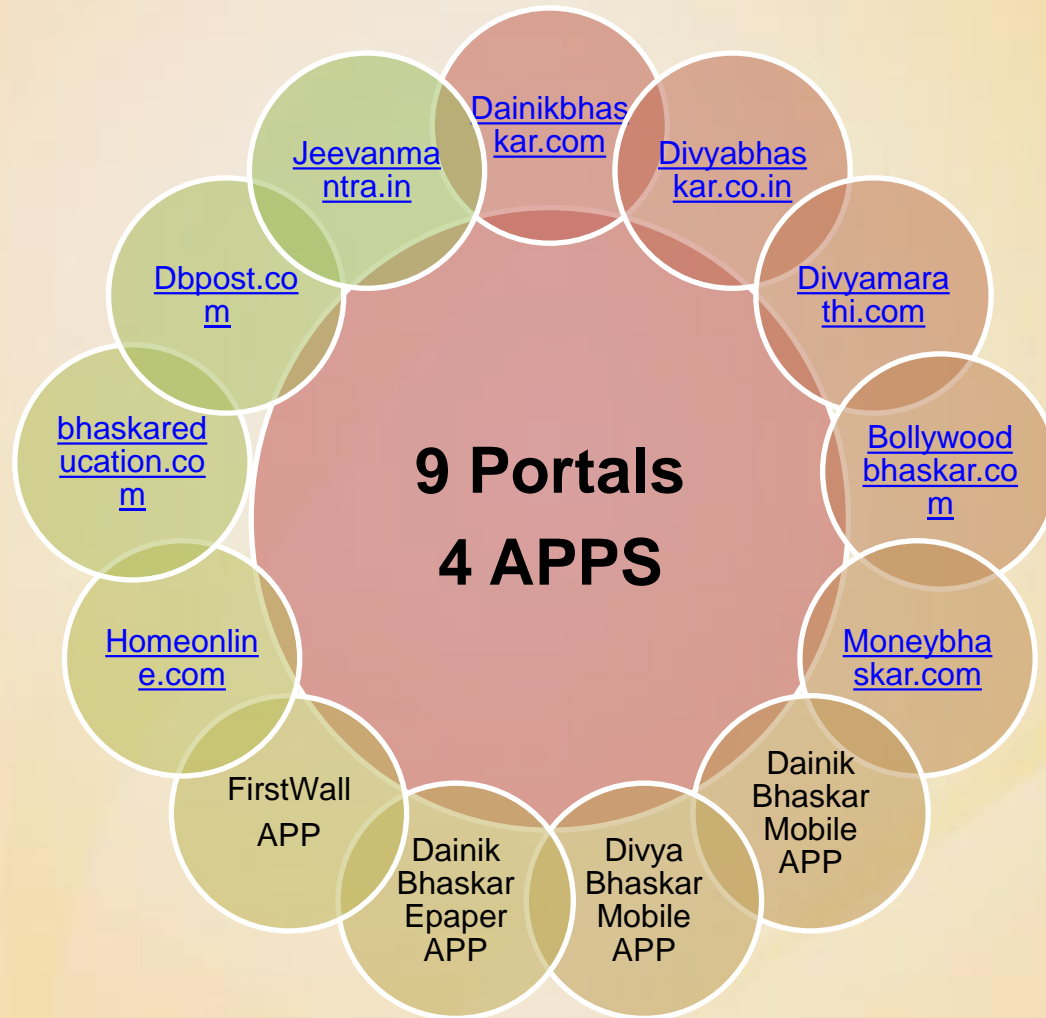 Dainikbhas
kar.com
Divyabhas
kar.co.in
Divyamara
thi.com
Bollywood
bhaskar.co
m
Moneybha
skar.com
Dainik
Bhaskar
Mobile
APP
Divya
Bhaskar
Mobile
APP
Dainik
Bhaskar
Epaper
APP
FirstWall
APP
Homeonlin
e.com
bhaskared
ucation.co
m
Dbpost.co
m
Jeevanma
ntra.in
9 Portals
4 APPS